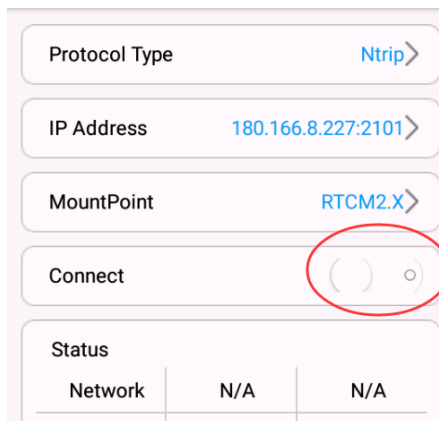 Protocol Type Ntrip
IP Address 180.166.8.227:2101
MountPoint RTCM2.X
Connect
Status
Network N/A N/A